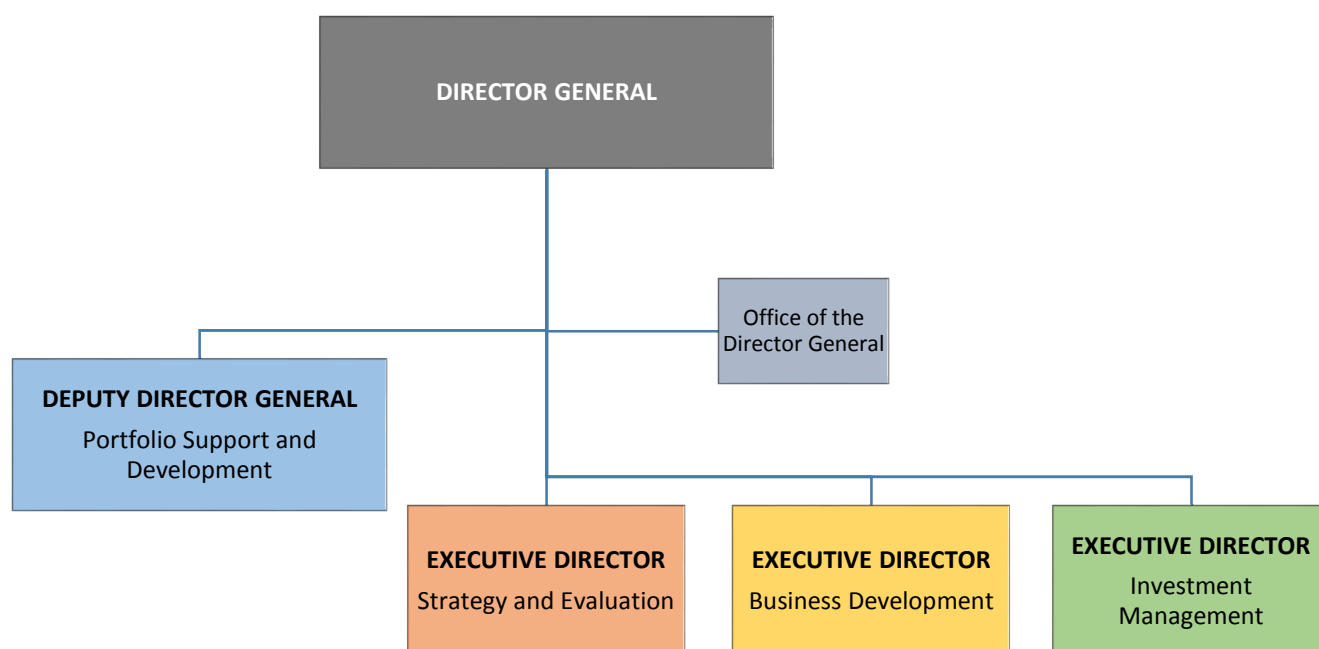 DIRECTOR GENERAL
Office of the
Director General
DEPUTY DIRECTOR GENERAL
Portfolio Support and
Development
EXECUTIVE DIRECTOR
Strategy and Evaluation
EXECUTIVE DIRECTOR
Business Development
EXECUTIVE DIRECTOR
Investment
Management